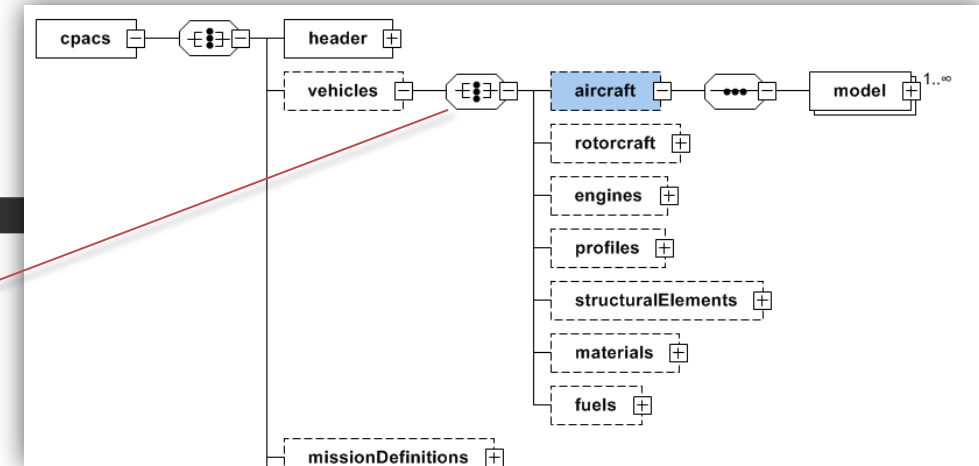 cpacs
header
vehicles
aircraft
model
1..∞
rotorcraft
engines
profiles
structuralElements
materials
fuels
missionDefinitions